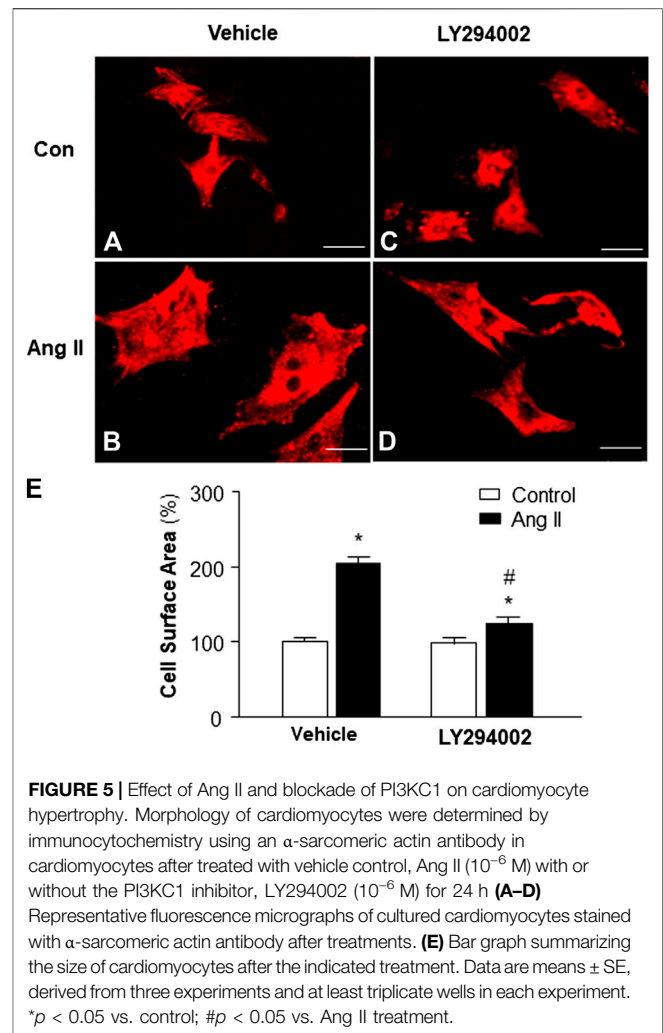 Vehicle LY294002
Con
A C
Ang II
B D
E
300
200
100
0
Cell Surface Area (%)
Control
Ang II
*
#
*
Vehicle LY294002
FIGURE 5 | Effect of Ang II and blockade of PI3KC1 on cardiomyocyte
hypertrophy. Morphology of cardiomyocytes were determined by
immunocytochemistry using an α-sarcomeric actin antibody in
cardiomyocytes after treated with vehicle control, Ang II (10⁻⁶ M) with or
without the PI3KC1 inhibitor, LY294002 (10⁻⁶ M) for 24 h (A–D)
Representative fluorescence micrographs of cultured cardiomyocytes stained
with α-sarcomeric actin antibody after treatments. (E) Bar graph summarizing
the size of cardiomyocytes after the indicated treatment. Data are means ± SE,
derived from three experiments and at least triplicate wells in each experiment.
*p < 0.05 vs. control; #p < 0.05 vs. Ang II treatment.